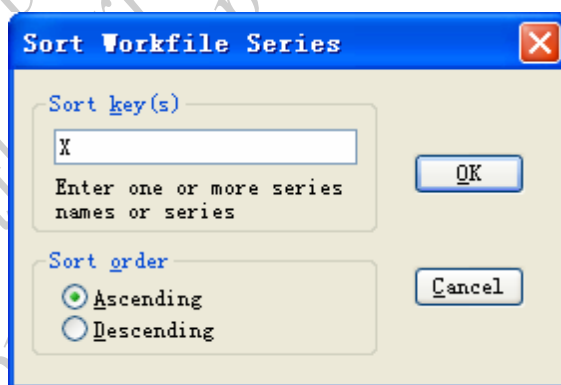 Sort Workfile Series
Sort key(s)
X
Enter one or more series
names or series
OK
Sort order
Ascending
Descending
Cancel